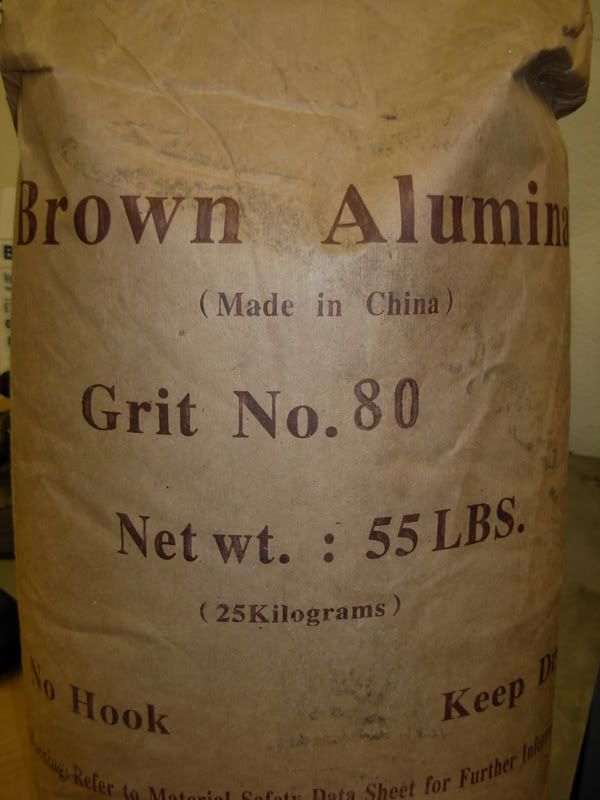 Brown Alumina
(Made in China)
Grit No. 80
Net wt. : 55 LBS.
(25Kilograms)
No Hook
Keep
Warning: Refer to Material Safety Data Sheet for Further